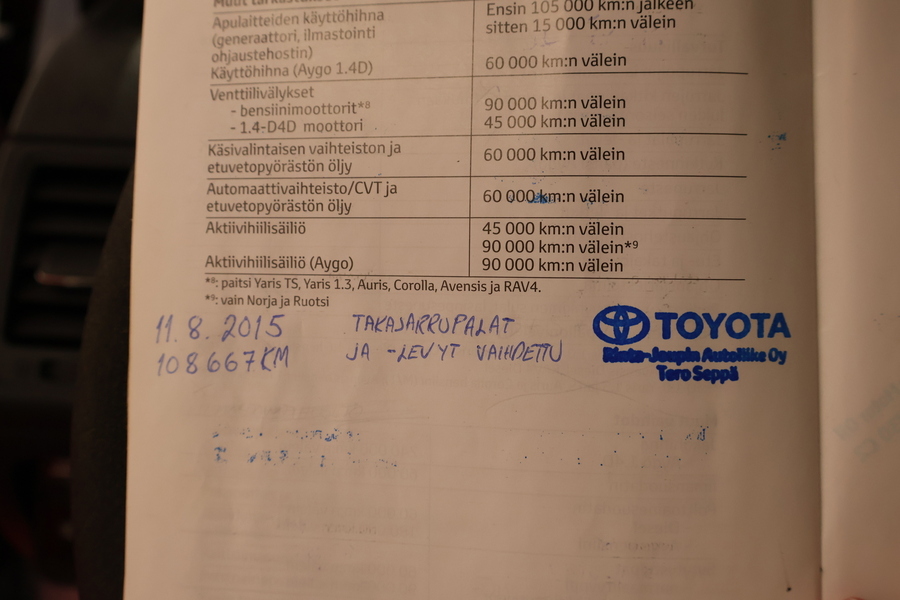 Apulaitteiden käyttöhihna
(generaattori, ilmastointi
ohjaustehostin)
Ensin 105 000 km:n jälkeen
sitten 15 000 km:n välein
Käyttöhihna (Aygo 1.4D)
60 000 km:n välein
Venttiilivälykset
- bensiinimoottorit*8
90 000 km:n välein
- 1.4-D4D moottori
45 000 km:n välein
Käsivalintaisen vaihteiston ja
etuvetopyörästön öljy
60 000 km:n välein
Automaattivaihteisto/CVT ja
etuvetopyörästön öljy
60 000 km:n välein
Aktiivihiilisäiliö
45 000 km:n välein
90 000 km:n välein*9
Aktiivihiilisäiliö (Aygo)
90 000 km:n välein
*8: paitsi Yaris TS, Yaris 1.3, Auris, Corolla, Avensis ja RAV4.
*9: vain Norja ja Ruotsi
11.8.2015
108667KM
TAKAJARRUPALAT
JA -LEVYT VAIHDETTU
TOYOTA
Rinta-Joupin Autoliike Oy
Tero Seppä